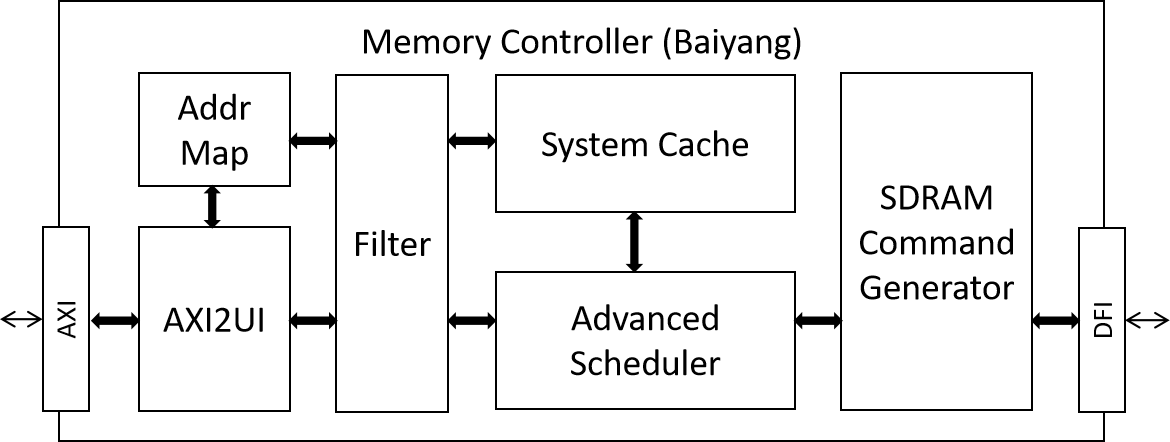 Memory Controller (Baiyang)
Addr
Map
System Cache
SDRAM
Command
Generator
Filter
AXI
AXI2UI
Advanced
Scheduler
DFI